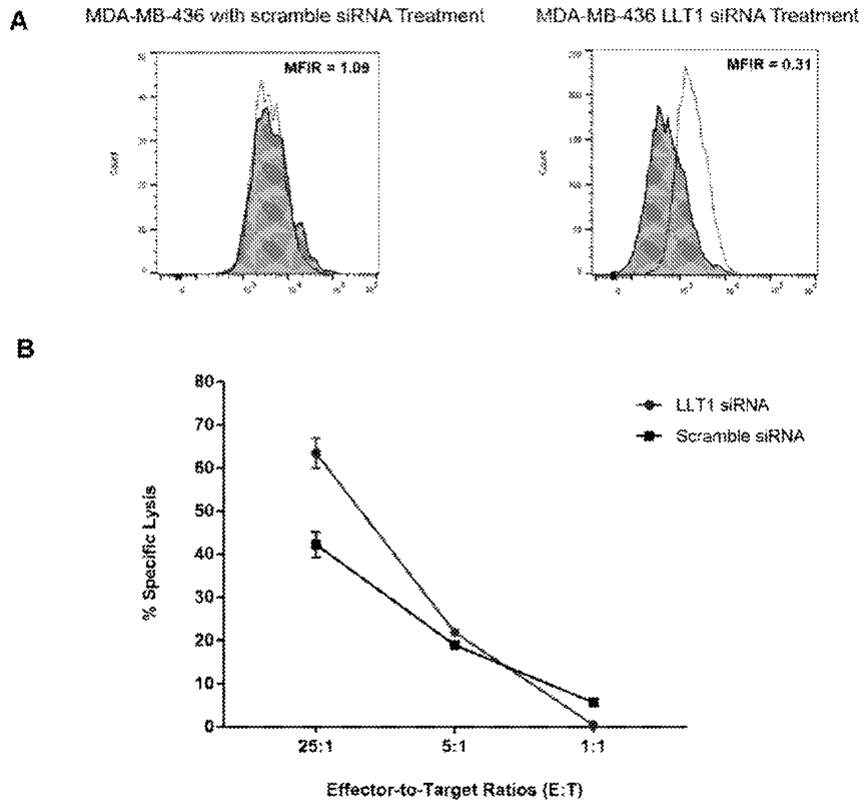 A
MDA-MB-436 with scramble siRNA Treatment
MDA-MB-436 LLT1 siRNA Treatment
MFIR = 1.09
MFIR = 0.31
Count
Count
B
80
70
60
50
40
30
20
10
0
% Specific Lysis
LLT1 siRNA
Scramble siRNA
25:1
5:1
1:1
Effector-to-Target Ratios (E:T)